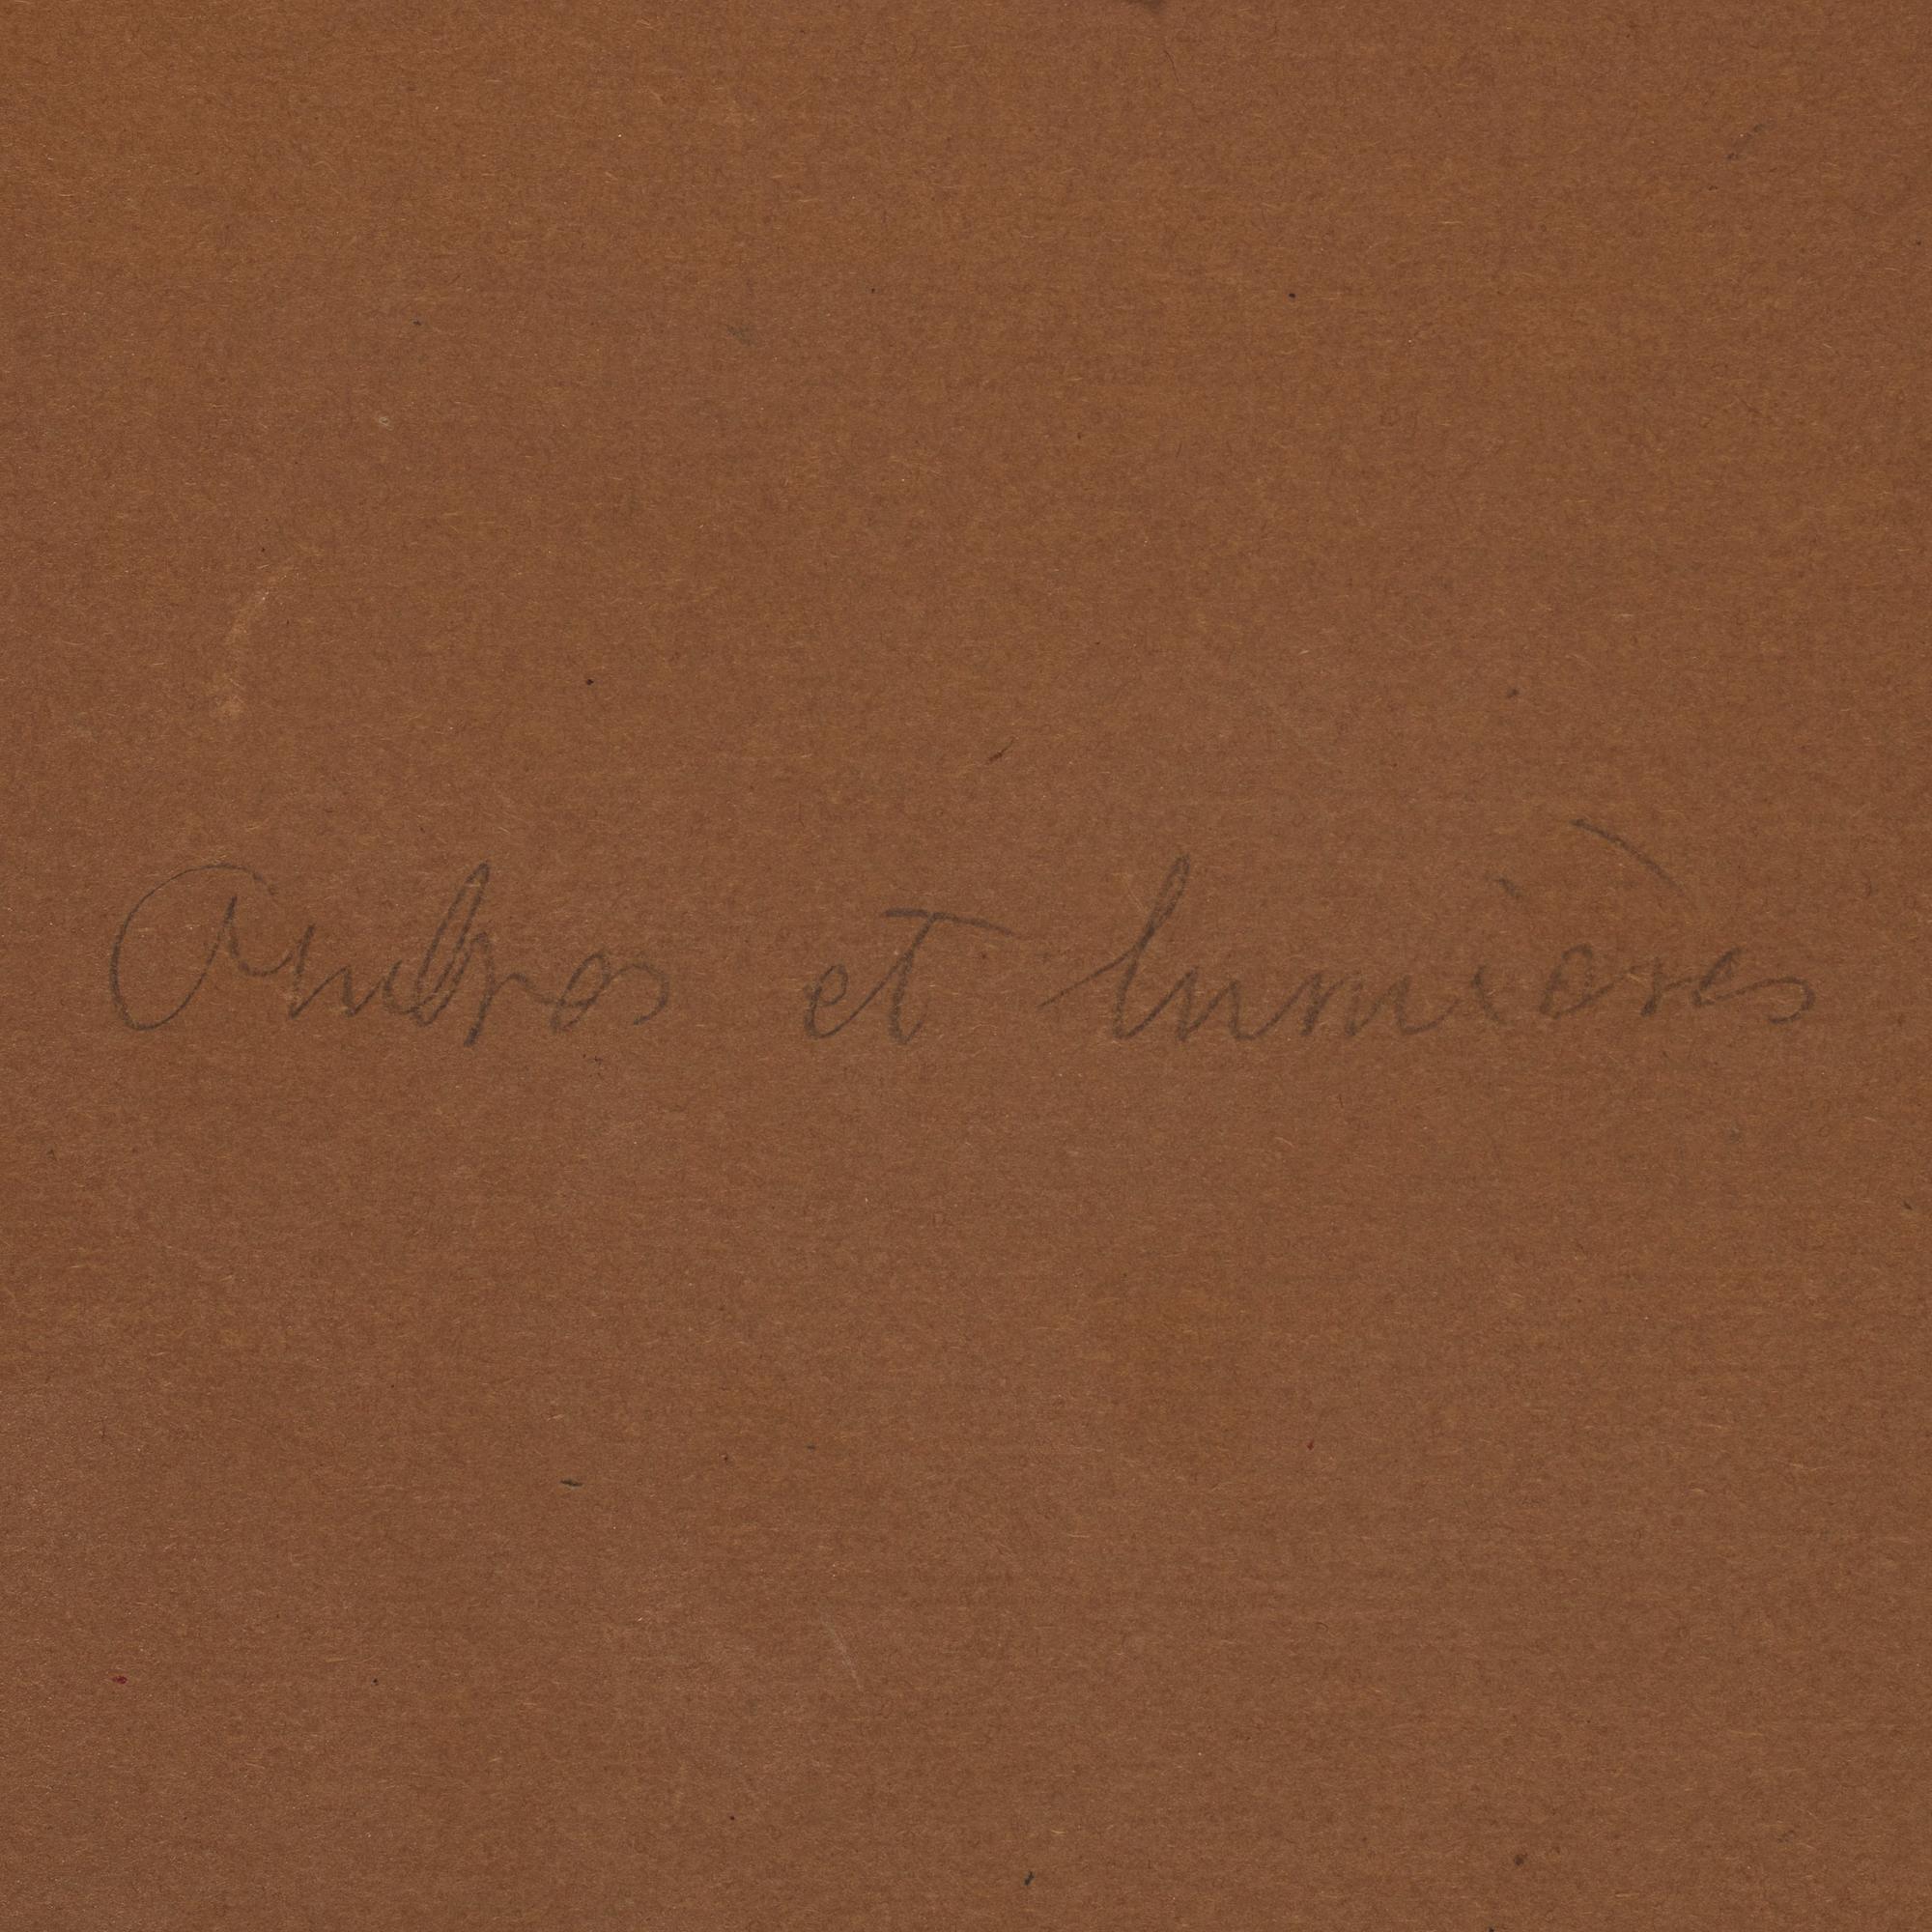 Ombres et lumières